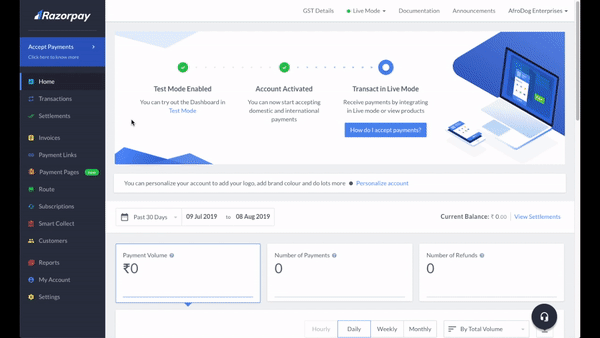 Razorpay
GST Details
Live Mode
Documentation
Announcements
AfroDog Enterprises
Accept Payments
Click here to know more
Home
Transactions
Settlements
Invoices
Payment Links
Payment Pages
New
Route
Subscriptions
Smart Collect
Customers
Reports
My Account
Settings
Test Mode Enabled
You can try out the Dashboard in
Test Mode
Account Activated
You can now start accepting
domestic and international
payments
Transact in Live Mode
Receive payments by integrating
in Live mode or view products
How do I accept payments?
You can personalize your account to add your logo, add brand colour and do lots more
Personalize account
Past 30 Days
09 Jul 2019 to 08 Aug 2019
Current Balance: ₹ 0.00
View Settlements
Payment Volume
₹0
Number of Payments
0
Number of Refunds
0
Hourly
Daily
Weekly
Monthly
By Total Volume